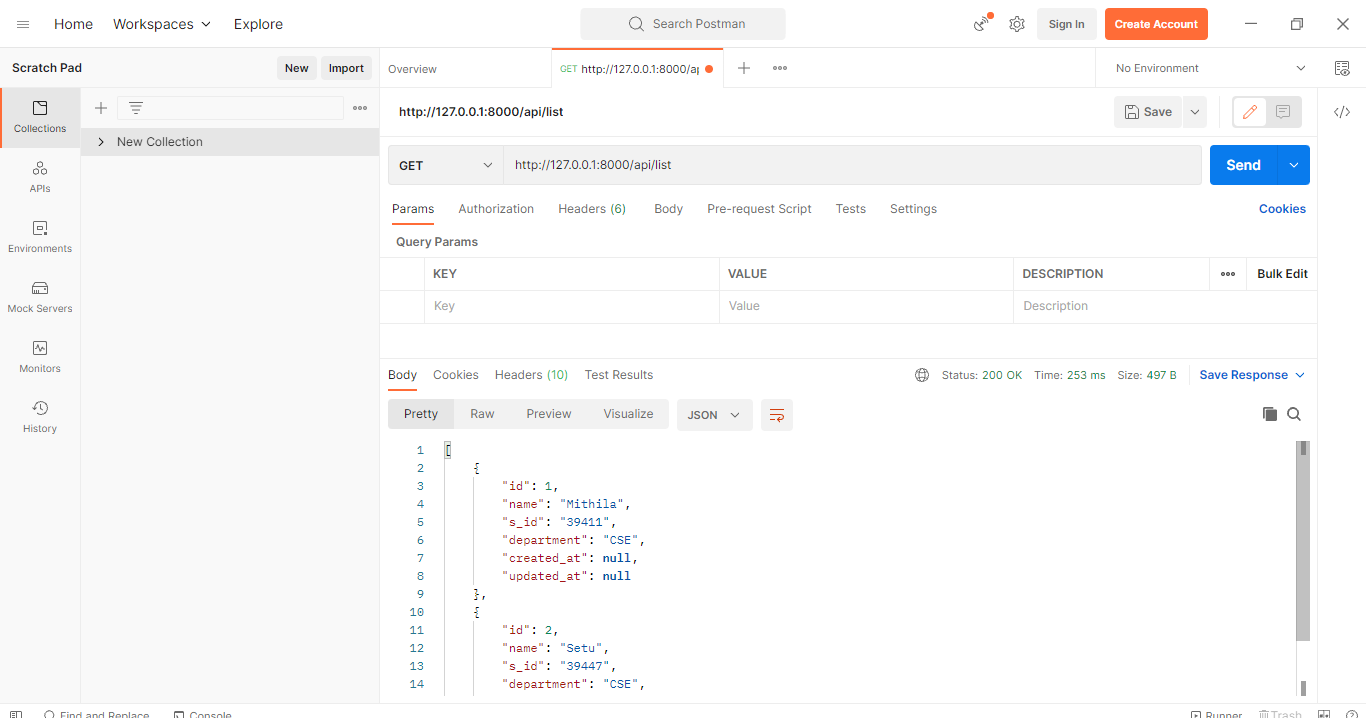 Home Workspaces Explore Search Postman Sign In Create Account
Scratch Pad New Import Overview GET http://127.0.0.1:8000/ap No Environment
Collections
APIs
Environments
Mock Servers
Monitors
History
New Collection
http://127.0.0.1:8000/api/list Save
GET http://127.0.0.1:8000/api/list Send
Params Authorization Headers (6) Body Pre-request Script Tests Settings Cookies
Query Params
KEY VALUE DESCRIPTION Bulk Edit
Key Value Description
Body Cookies Headers (10) Test Results Status: 200 OK Time: 253 ms Size: 497 B Save Response
Pretty Raw Preview Visualize JSON
1 [
2 {
3 "id": 1,
4 "name": "Mithila",
5 "s_id": "39411",
6 "department": "CSE",
7 "created_at": null,
8 "updated_at": null
9 },
10 {
11 "id": 2,
12 "name": "Setu",
13 "s_id": "39447",
14 "department": "CSE",
Find and Replace Console Runner Trash